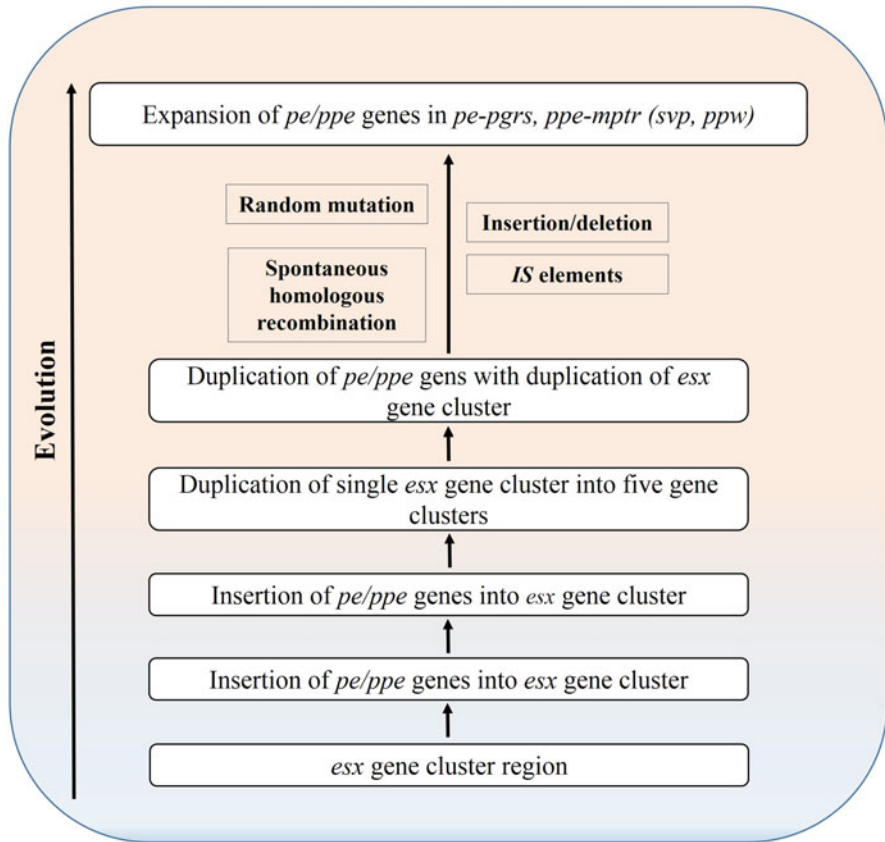 Expansion of pe/ppe genes in pe-pgrs, ppe-mptr (svp, ppw)
Random mutation
Insertion/deletion
Spontaneous
homologous
recombination
IS elements
Duplication of pe/ppe gens with duplication of esx
gene cluster
Duplication of single esx gene cluster into five gene
clusters
Insertion of pe/ppe genes into esx gene cluster
Insertion of pe/ppe genes into esx gene cluster
esx gene cluster region
Evolution